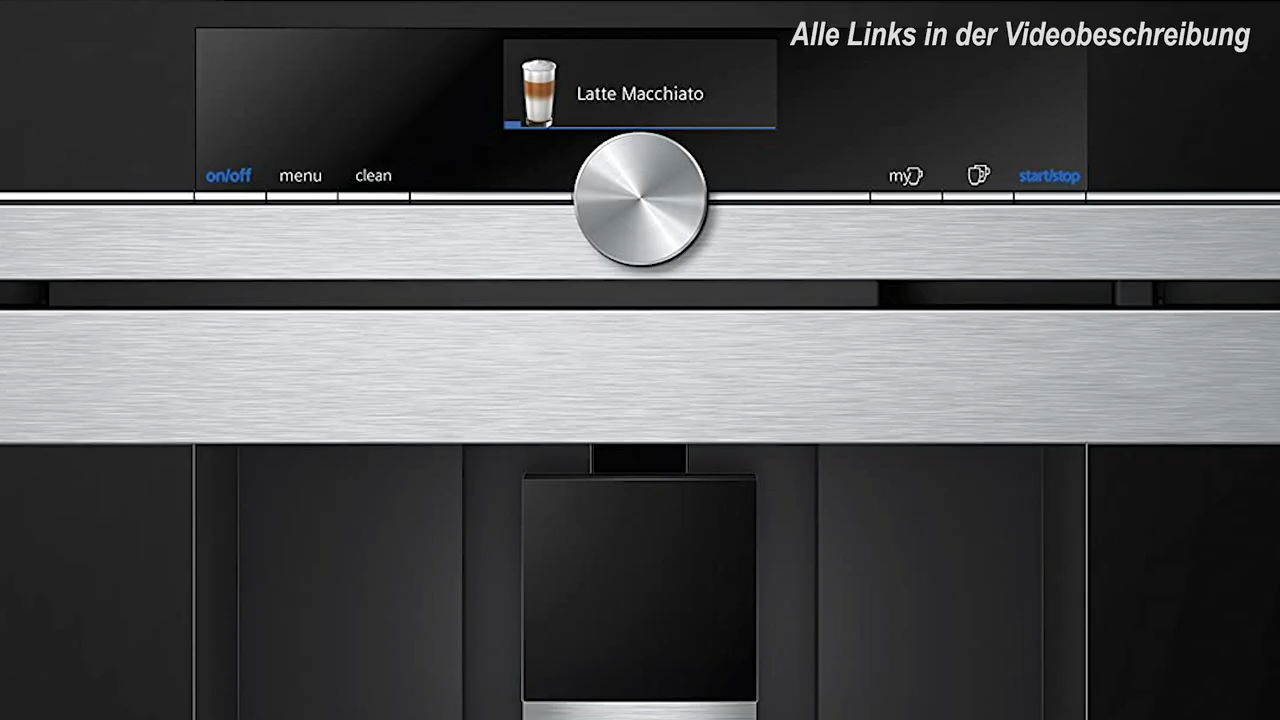 Alle Links in der Videobeschreibung
Latte Macchiato
on/off menu clean my start/stop